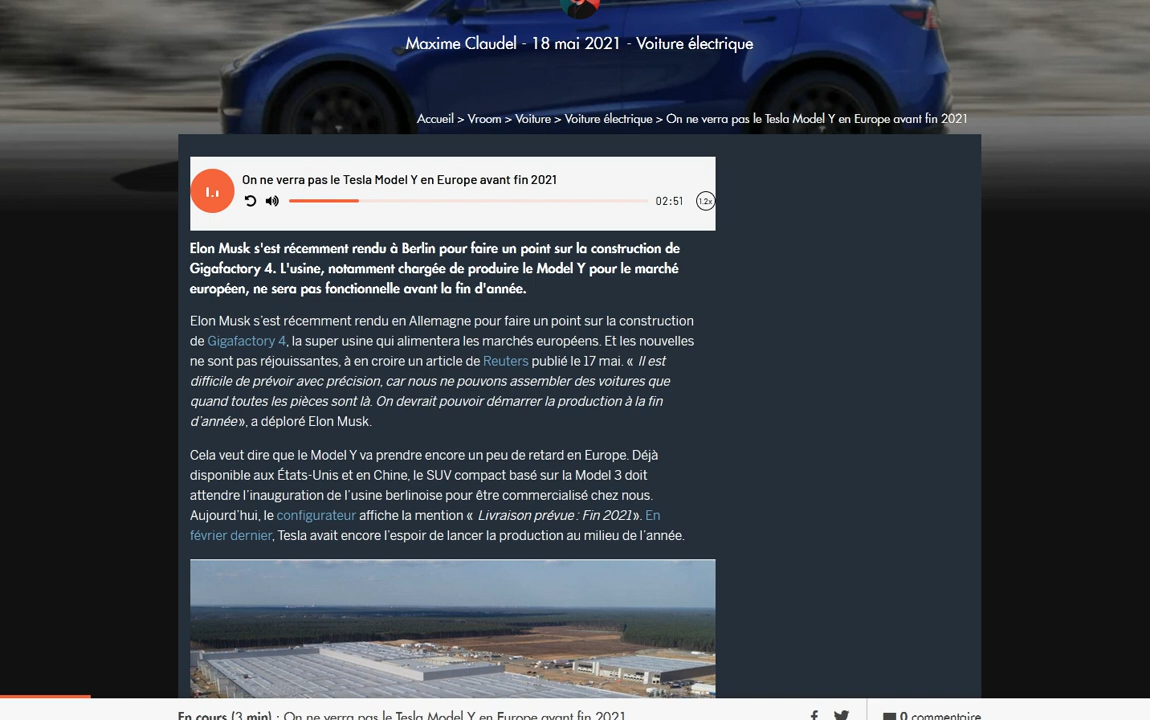 Maxime Claudel - 18 mai 2021 - Voiture électrique
Accueil > Vroom > Voiture > Voiture électrique > On ne verra pas le Tesla Model Y en Europe avant fin 2021
On ne verra pas le Tesla Model Y en Europe avant fin 2021
02:51
1.2x
Elon Musk s'est récemment rendu à Berlin pour faire un point sur la construction de
Gigafactory 4. L'usine, notamment chargée de produire le Model Y pour le marché
européen, ne sera pas fonctionnelle avant la fin d'année.
Elon Musk s’est récemment rendu en Allemagne pour faire un point sur la construction
de Gigafactory 4, la super usine qui alimentera les marchés européens. Et les nouvelles
ne sont pas réjouissantes, à en croire un article de Reuters publié le 17 mai. « Il est
difficile de prévoir avec précision, car nous ne pouvons assembler des voitures que
quand toutes les pièces sont là. On devrait pouvoir démarrer la production à la fin
d’année », a déploré Elon Musk.
Cela veut dire que le Model Y va prendre encore un peu de retard en Europe. Déjà
disponible aux États-Unis et en Chine, le SUV compact basé sur la Model 3 doit
attendre l’inauguration de l’usine berlinoise pour être commercialisé chez nous.
Aujourd’hui, le configurateur affiche la mention « Livraison prévue : Fin 2021 ». En
février dernier, Tesla avait encore l’espoir de lancer la production au milieu de l’année.
En cours (3 min) : On ne verra pas le Tesla Model Y en Europe avant fin 2021
0 commentaire